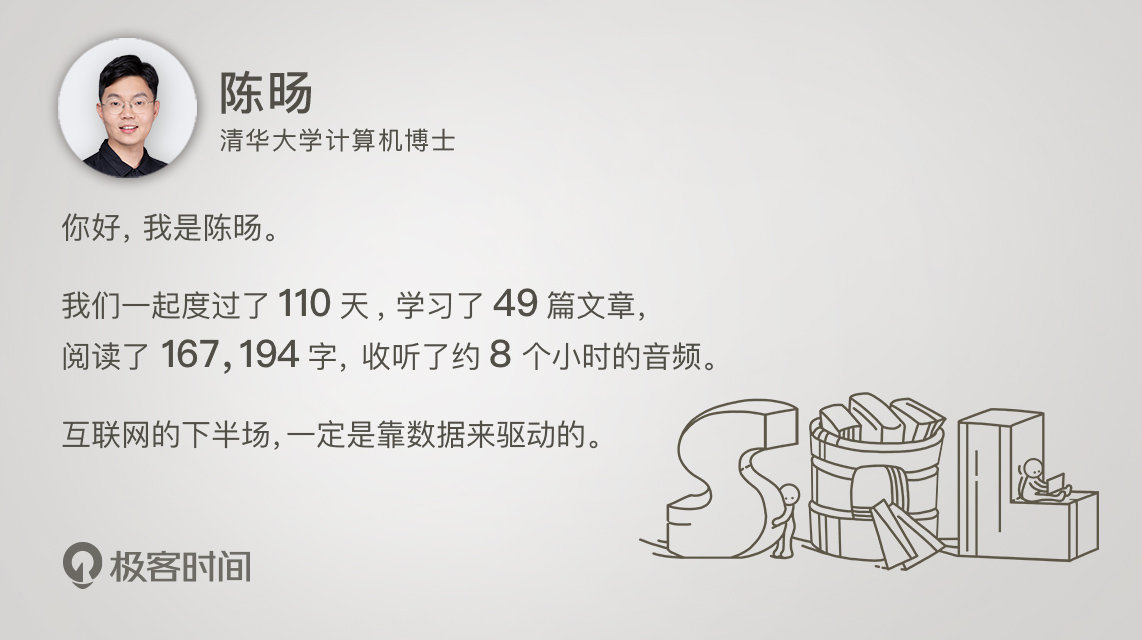 陈旸
清华大学计算机博士
你好, 我是陈旸。
我们一起度过了 110 天 , 学习了 49 篇文章,
阅读了 167,194 字, 收听了约 8 个小时的音频。
互联网的下半场, 一定是靠数据来驱动的。
极客时间
SQL